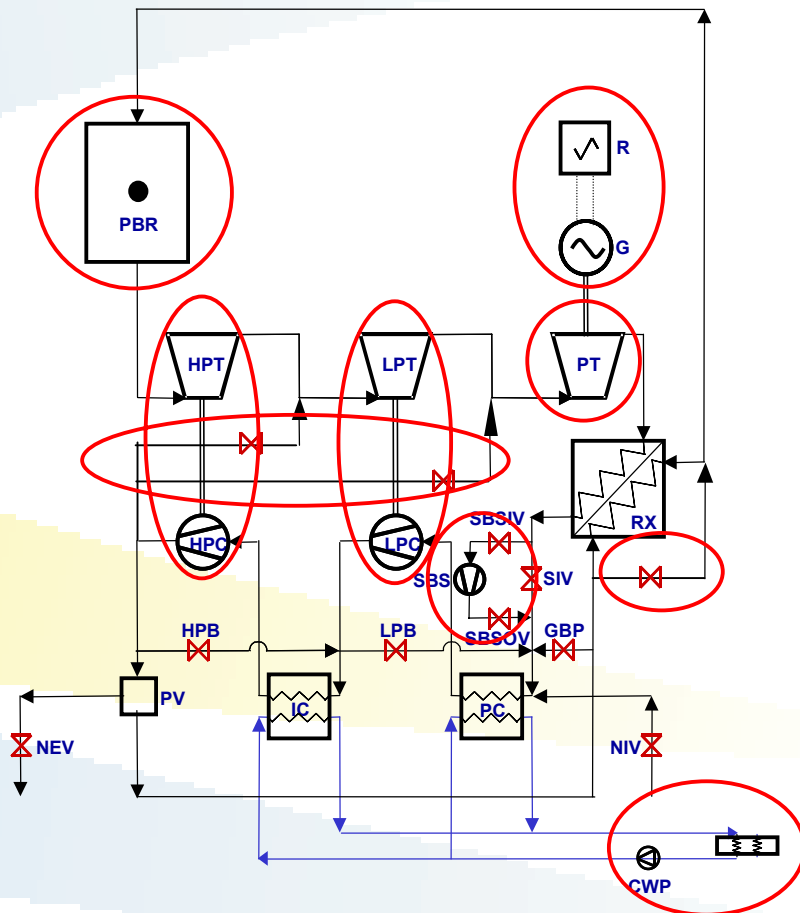 R
PBR
G
HPT
LPT
PT
SBSIV
RX
HPC
LPC
SBS
SIV
HPB
LPB
SBSOV
GBP
PV
IC
PC
NEV
NIV
CWP